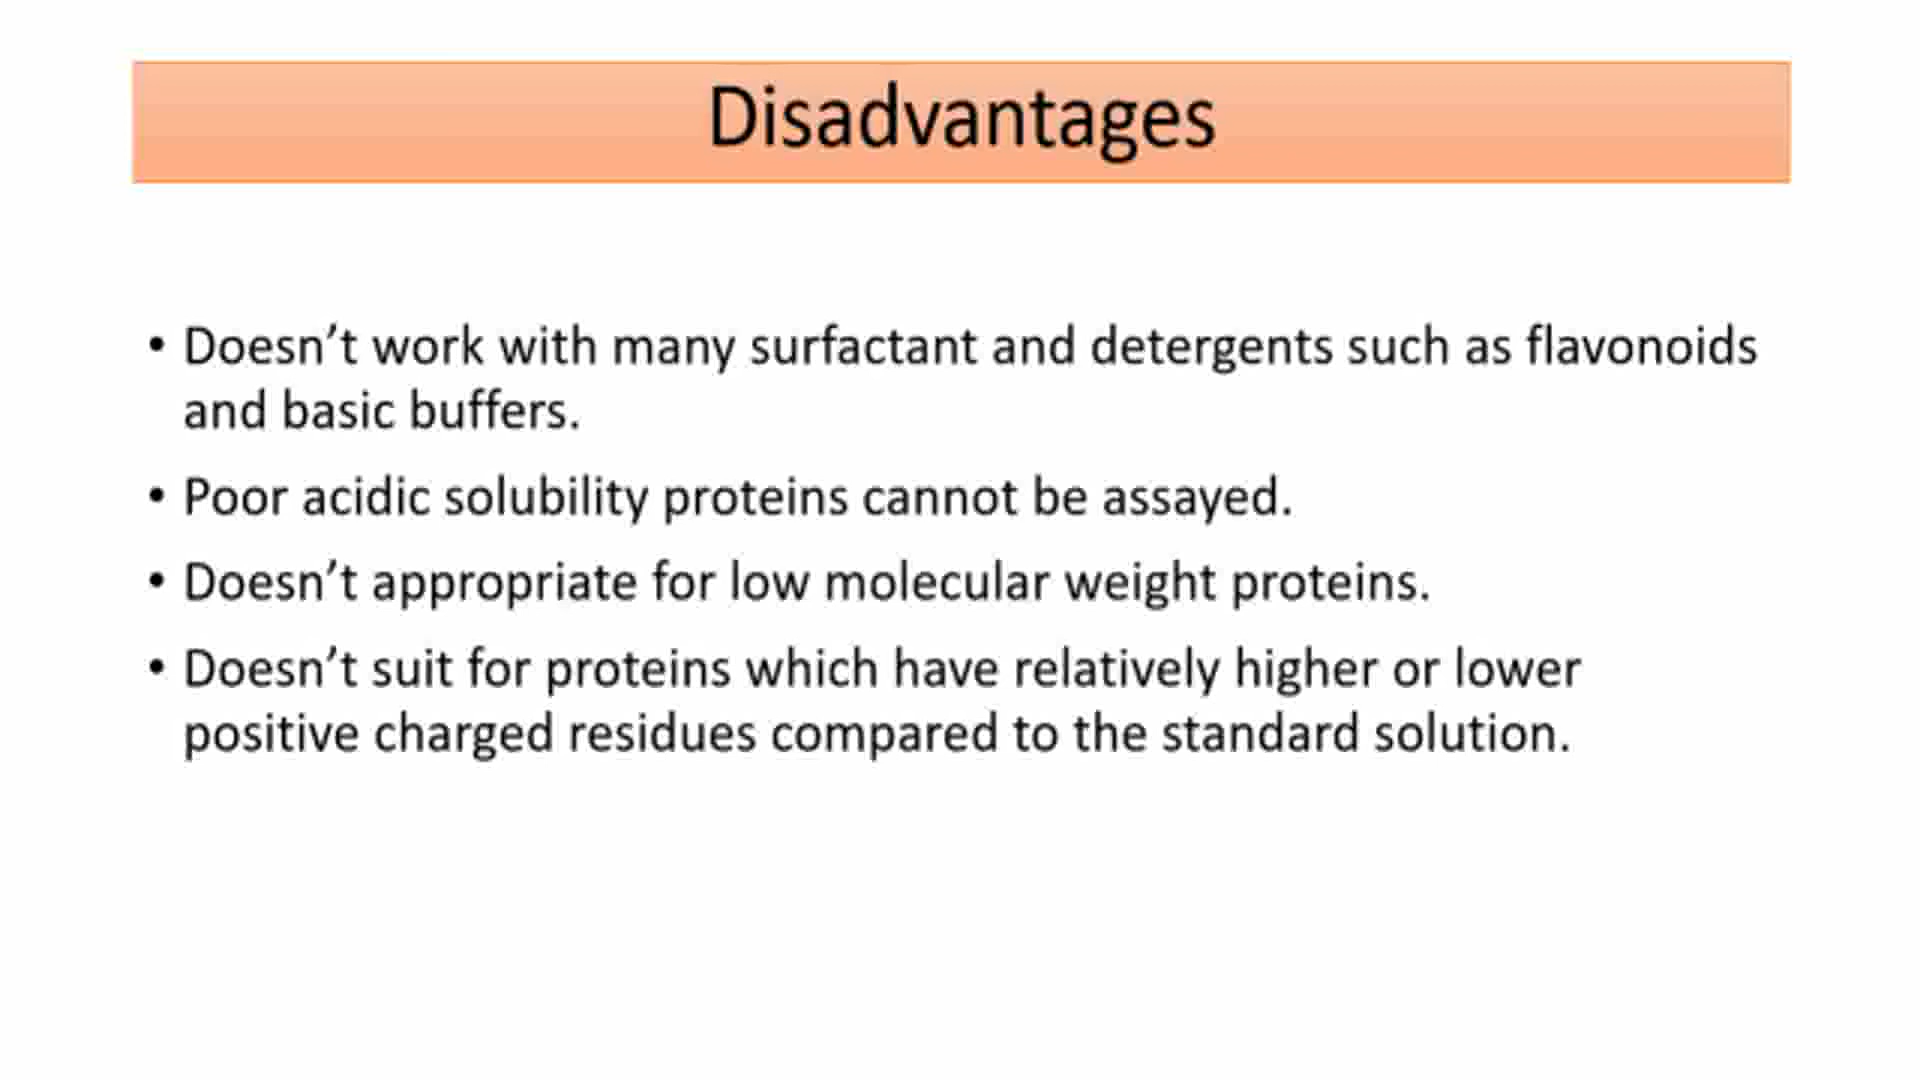 Disadvantages
• Doesn’t work with many surfactant and detergents such as flavonoids
and basic buffers.
• Poor acidic solubility proteins cannot be assayed.
• Doesn’t appropriate for low molecular weight proteins.
• Doesn’t suit for proteins which have relatively higher or lower
positive charged residues compared to the standard solution.